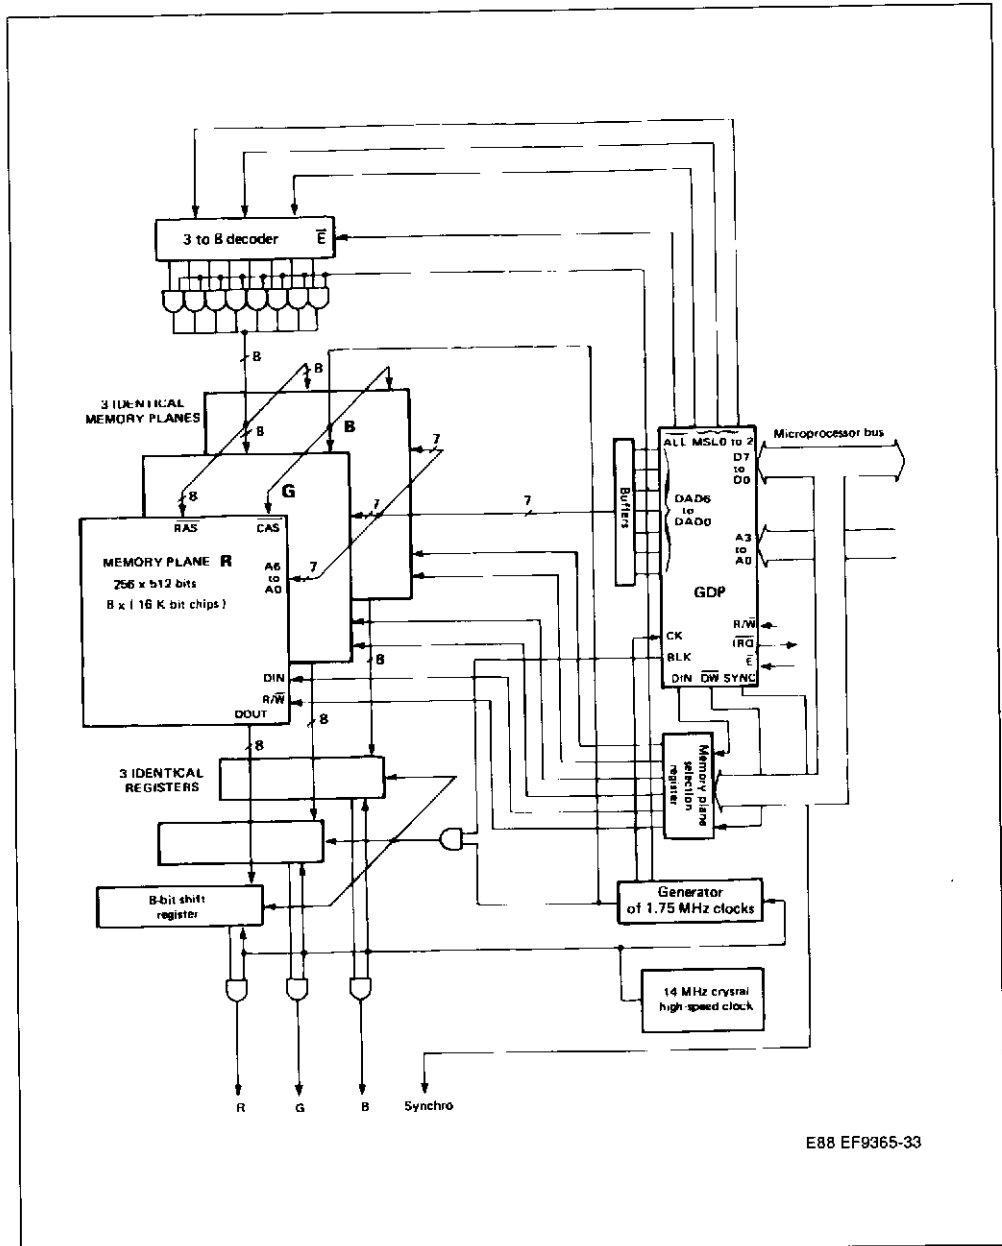 3 to 8 decoder E
8
8
3 IDENTICAL
MEMORY PLANES
8
B
7
ALL MSL0 to 2
Microprocessor bus
D7
to
D0
G
8
7
7
Buffers
DAD6
to
DAD0
RAS
CAS
MEMORY PLANE R
256 x 512 bits
8 x ( 16 K bit chips )
A6
to
A0
7
A3
to
A0
GDP
R/W
CK
IRQ
BLK
E
8
DIN
DIN DW SYNC
R/W
DOUT
8
8
3 IDENTICAL
REGISTERS
Memory plane
selection
register
8-bit shift
register
Generator
of 1.75 MHz clocks
14 MHz crystal
high-speed clock
R
G
B
Synchro
E88 EF9365-33